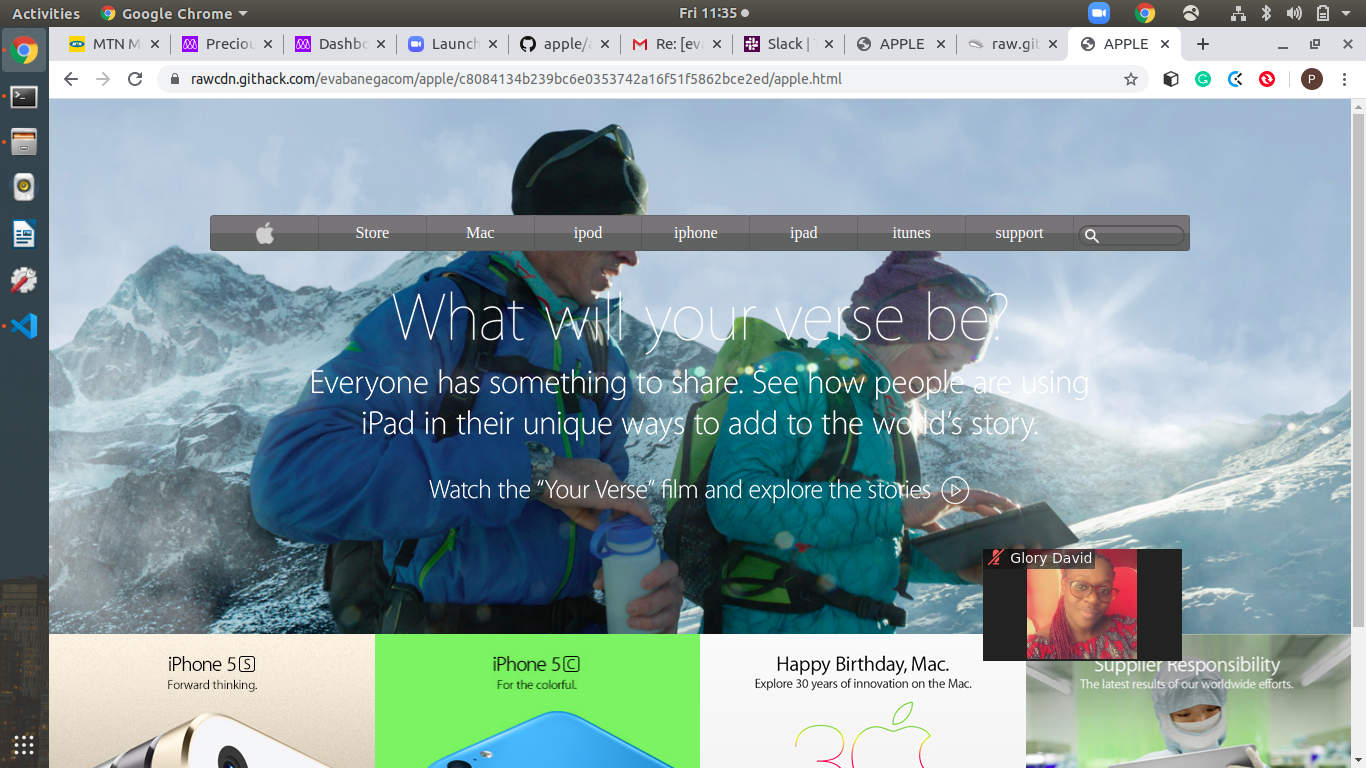 Activities
Google Chrome
Fri 11:35
MTN M
Preciou
Dashbo
Launch
apple/a
Re: [eva
Slack |
APPLE
raw.git
APPLE
rawcdn.githack.com/evabanegacom/apple/c8084134b239bc6e0353742a16f51f5862bce2ed/apple.html
P
Store
Mac
ipod
iphone
ipad
itunes
support
What will your verse be?
Everyone has something to share. See how people are using
iPad in their unique ways to add to the world's story.
Watch the “Your Verse” film and explore the stories
Glory David
iPhone 5S
Forward thinking.
iPhone 5C
For the colorful.
Happy Birthday, Mac.
Explore 30 years of innovation on the Mac.
30
Supplier Responsibility
The latest results of our worldwide efforts.